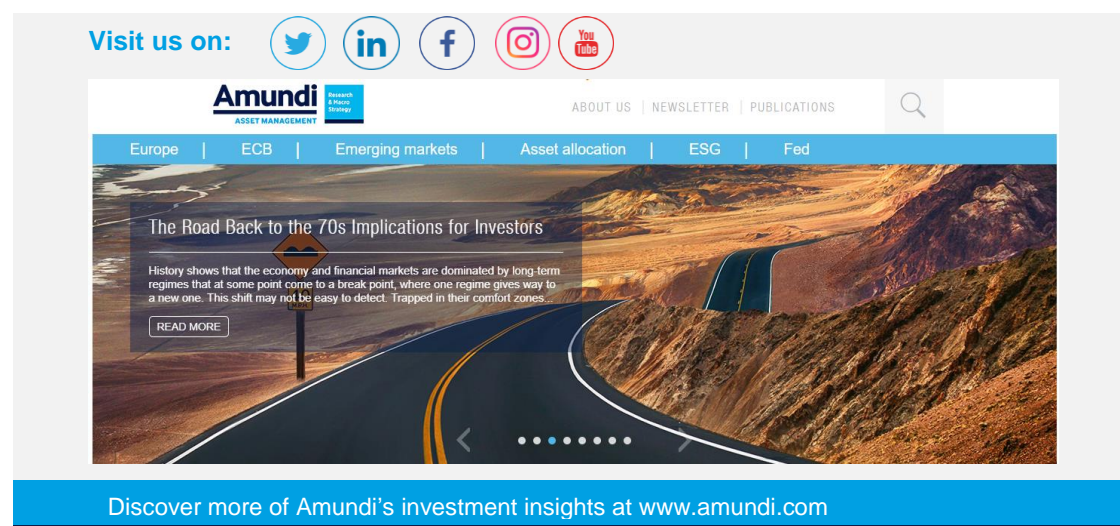 Visit us on:
in
f
You
Tube
Amundi
ASSET MANAGEMENT
Research
& Macro
Strategy
ABOUT US | NEWSLETTER | PUBLICATIONS
Europe | ECB | Emerging markets | Asset allocation | ESG | Fed
The Road Back to the 70s Implications for Investors
History shows that the economy and financial markets are dominated by long-term
regimes that at some point come to a break point, where one regime gives way to
a new one. This shift may not be easy to detect. Trapped in their comfort zones...
10
MPH
READ MORE
Discover more of Amundi's investment insights at www.amundi.com